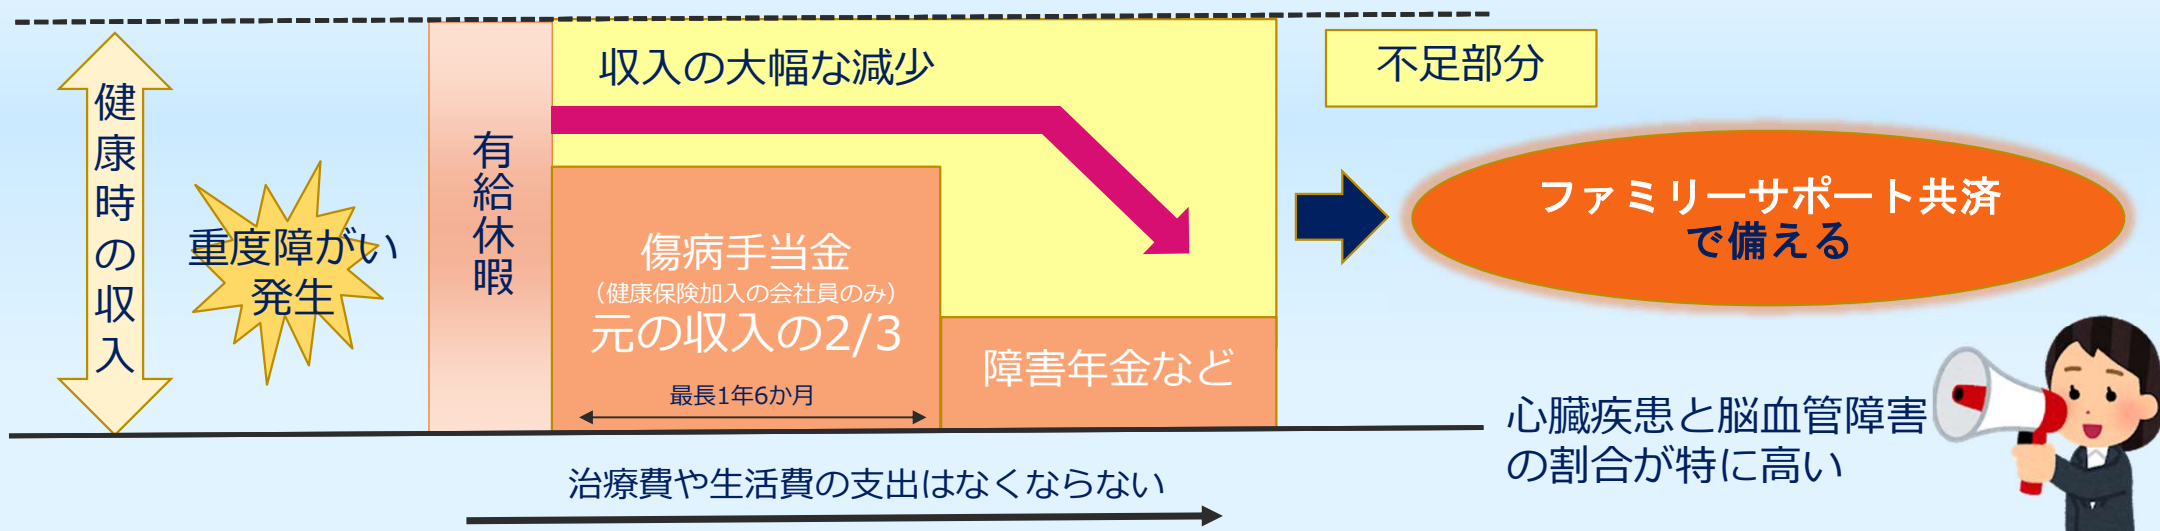 健康時の収入
重度障がい
発生
有給休暇
収入の大幅な減少
傷病手当金
（健康保険加入の会社員のみ）
元の収入の2/3
最長1年6か月
障害年金など
治療費や生活費の支出はなくならない
不足部分
ファミリーサポート共済
で備える
心臓疾患と脳血管障害
の割合が特に高い